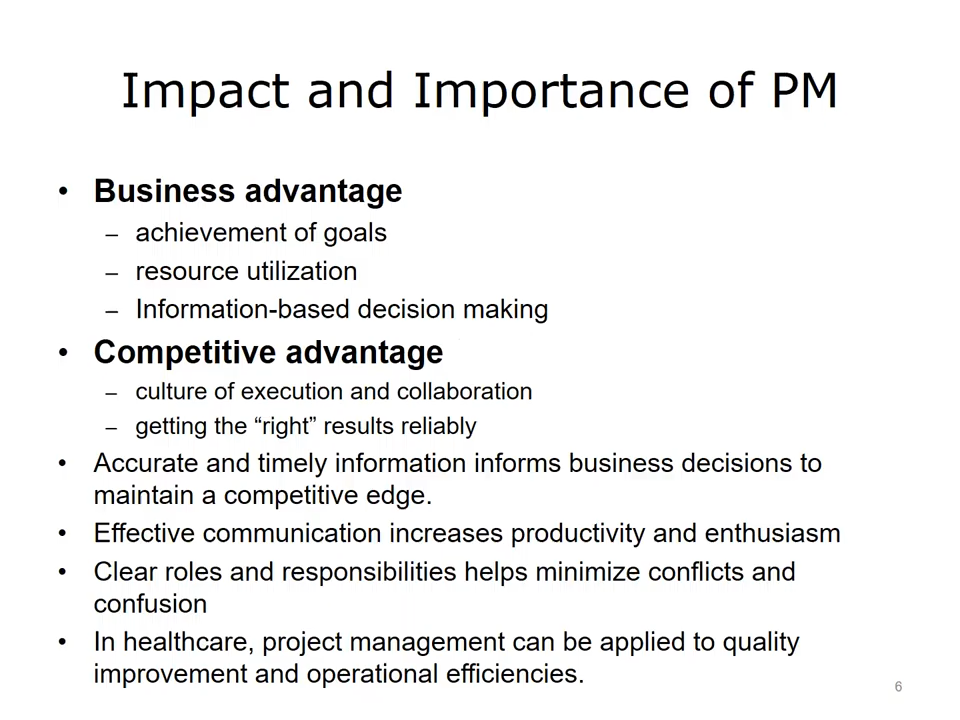 Impact and Importance of PM
• Business advantage
– achievement of goals
– resource utilization
– Information-based decision making
• Competitive advantage
– culture of execution and collaboration
– getting the “right” results reliably
• Accurate and timely information informs business decisions to
maintain a competitive edge.
• Effective communication increases productivity and enthusiasm
• Clear roles and responsibilities helps minimize conflicts and
confusion
• In healthcare, project management can be applied to quality
improvement and operational efficiencies.
6